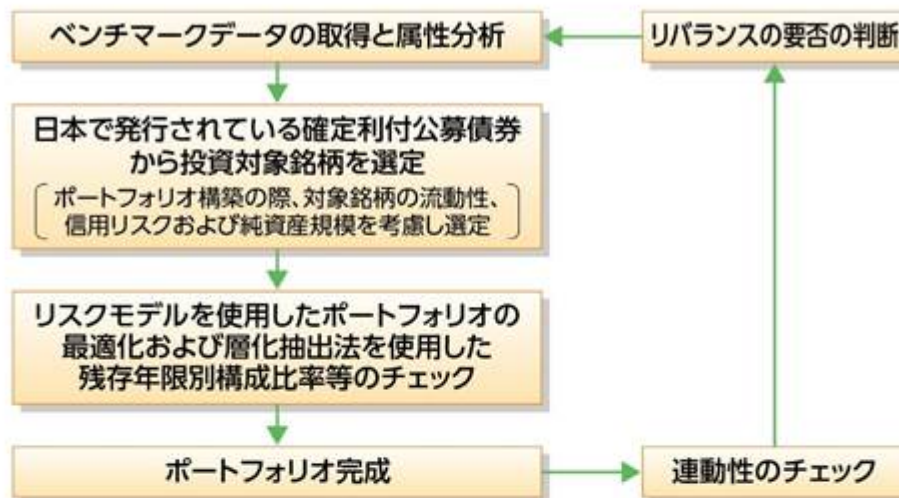 ベンチマークデータの取得と属性分析
リバランスの要否の判断
日本で発行されている確定利付公募債券
から投資対象銘柄を選定
ポートフォリオ構築の際、対象銘柄の流動性、
信用リスクおよび純資産規模を考慮し選定
リスクモデルを使用したポートフォリオの
最適化および層化抽出法を使用した
残存年限別構成比率等のチェック
ポートフォリオ完成
連動性のチェック